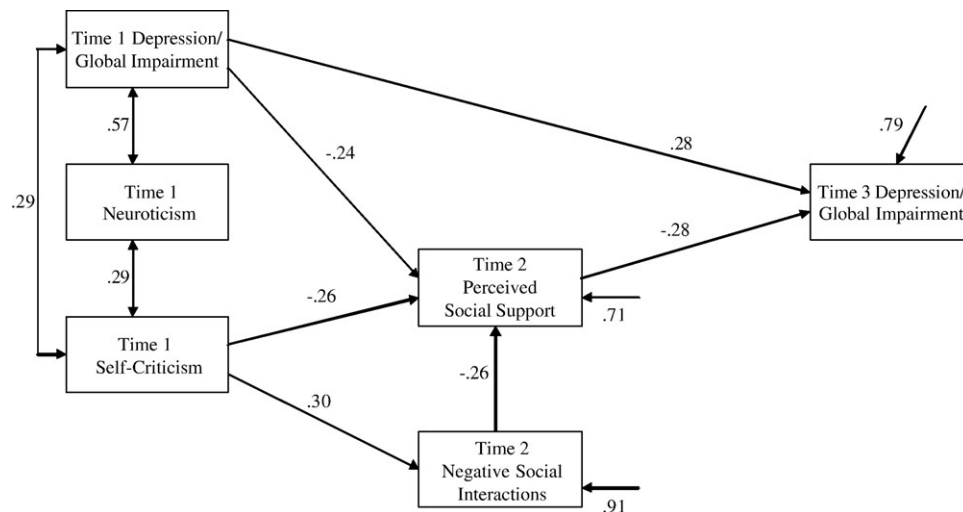 Time 1 Depression/
Global Impairment
.57
Time 1
Neuroticism
.29
.29
Time 1
Self-Criticism
-.24
.28
.79
Time 3 Depression/
Global Impairment
-.28
Time 2
Perceived
Social Support
.71
-.26
-.26
.30
Time 2
Negative Social
Interactions
.91